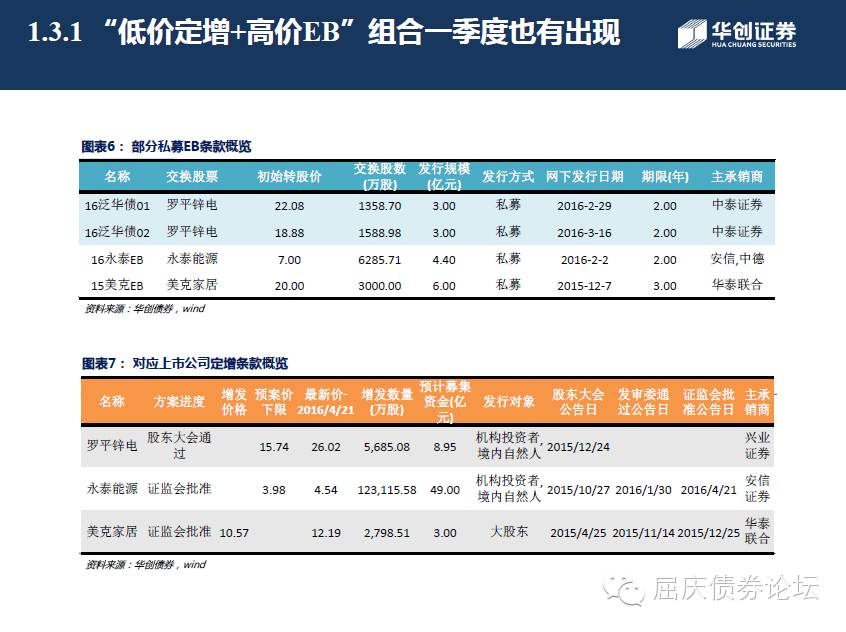 1.3.1 “低价定增+高价EB”组合一季度也有出现
华创证券
HUA CHUANG SECURITIES
图表6： 部分私募EB条款概览
名称 交换股票 初始转股价 交换股数(万股) 发行规模(亿元) 发行方式 网下发行日期 期限(年) 主承销商
16泛华债01 罗平锌电 22.08 1358.70 3.00 私募 2016-2-29 2.00 中泰证券
16泛华债02 罗平锌电 18.88 1588.98 3.00 私募 2016-3-16 2.00 中泰证券
16永泰EB 永泰能源 7.00 6285.71 4.40 私募 2016-2-2 2.00 安信,中德
15美克EB 美克家居 20.00 3000.00 6.00 私募 2015-12-7 3.00 华泰联合
资料来源：华创债券，wind
图表7： 对应上市公司定增条款概览
名称 方案进度 增发价格 预案价下限 最新价-2016/4/21 增发数量(万股) 预计募集资金(亿元) 发行对象 股东大会公告日 发审委通过公告日 证监会批准公告日 主承销商
罗平锌电 股东大会通过 15.74 26.02 5,685.08 8.95 机构投资者,境内自然人 2015/12/24 兴业证券
永泰能源 证监会批准 3.98 4.54 123,115.58 49.00 机构投资者,境内自然人 2015/10/27 2016/1/30 2016/4/21 安信证券
美克家居 证监会批准 10.57 12.19 2,798.51 3.00 大股东 2015/4/25 2015/11/14 2015/12/25 华泰联合
资料来源：华创债券，wind
屈庆债券论坛